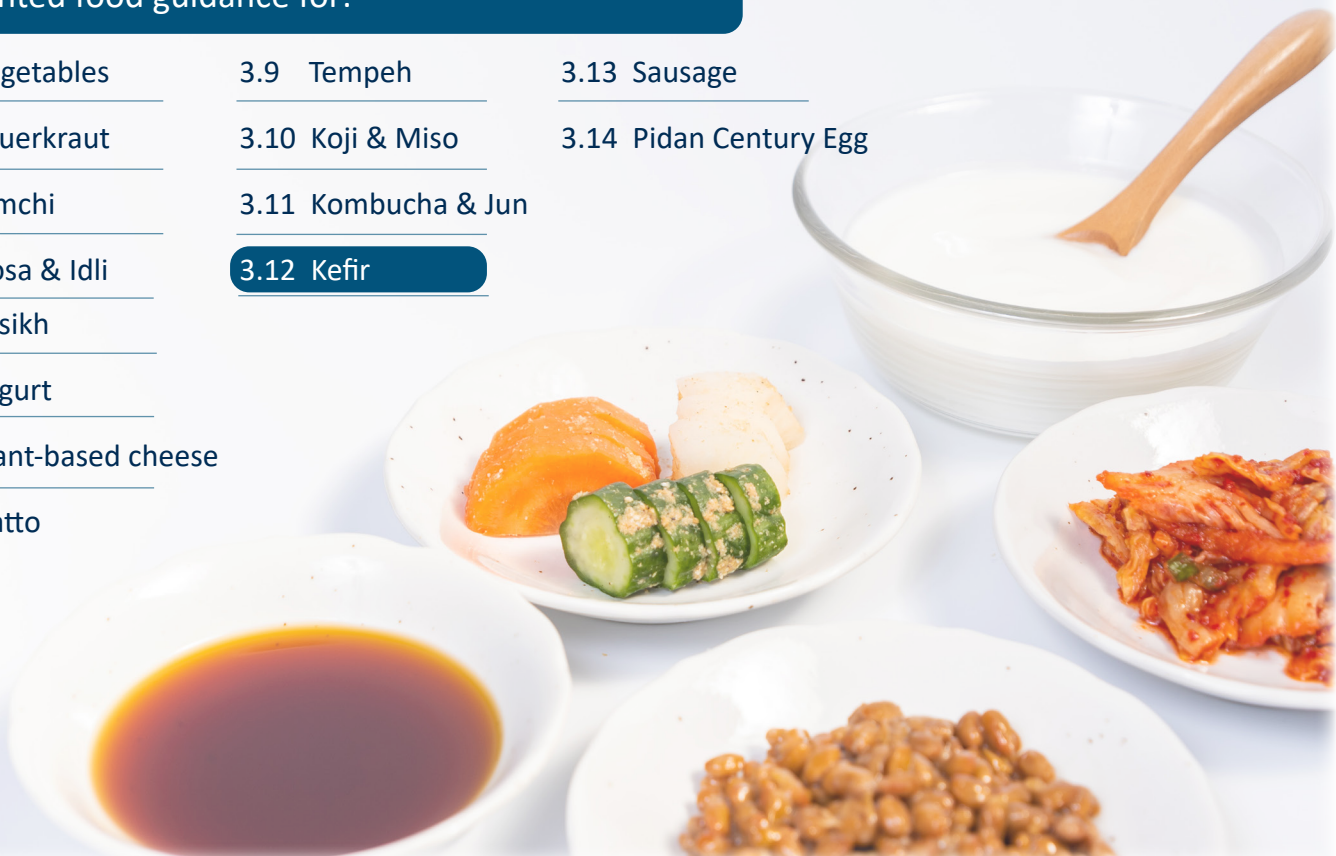 nted food guidance for:
getables
uerkraut
mchi
osa & Idli
sikh
gurt
ant-based cheese
atto
3.9 Tempeh
3.10 Koji & Miso
3.11 Kombucha & Jun
3.12 Kefir
3.13 Sausage
3.14 Pidan Century Egg